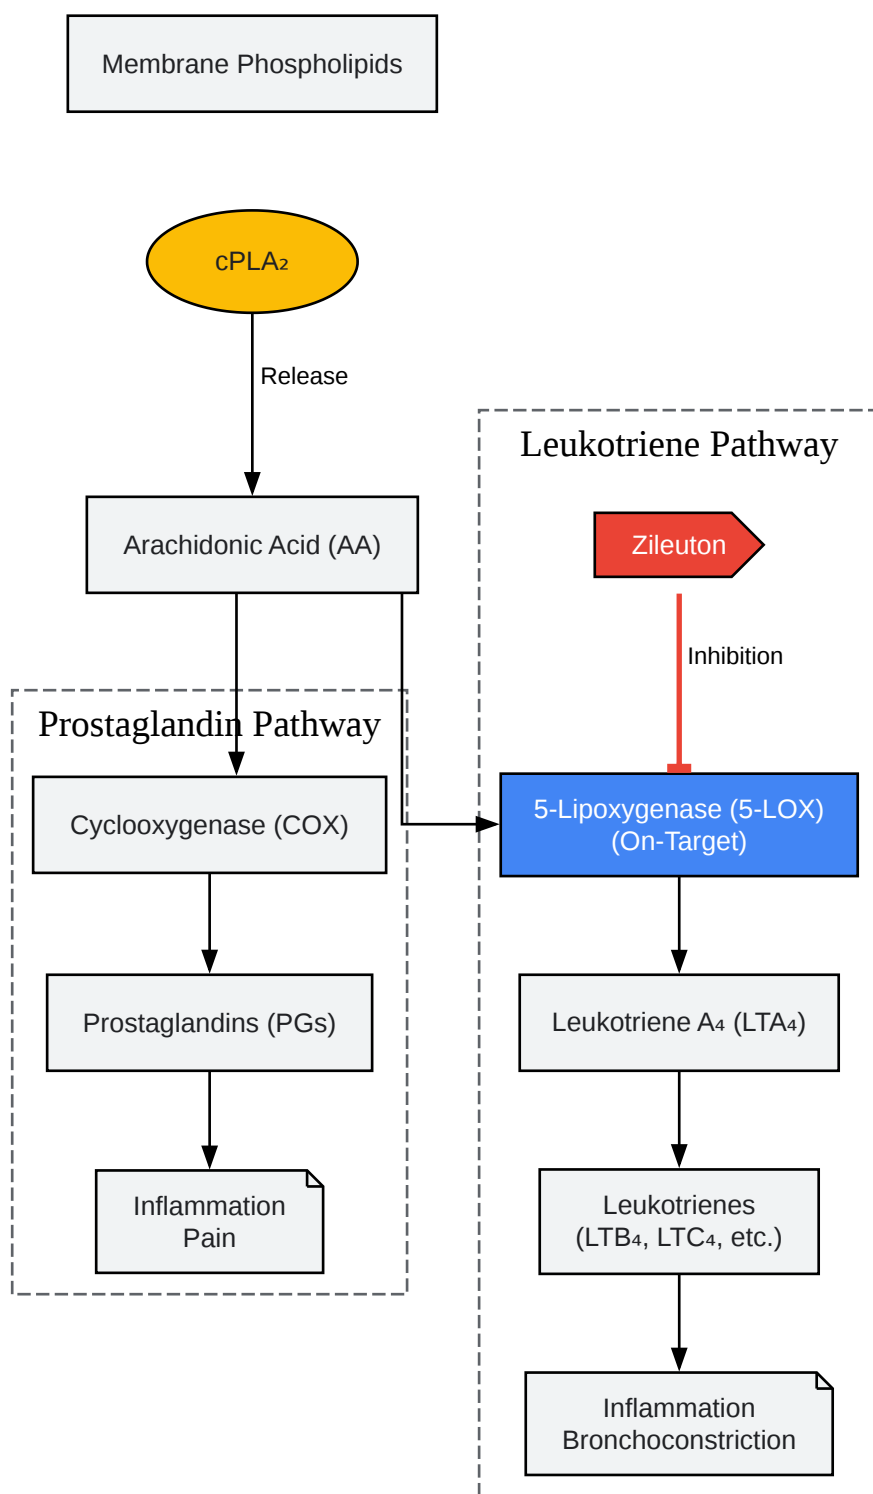 Membrane Phospholipids
cPLA₂
Release
Arachidonic Acid (AA)
Leukotriene Pathway
Zileuton
Inhibition
Prostaglandin Pathway
Cyclooxygenase (COX)
5-Lipoxygenase (5-LOX)
(On-Target)
Prostaglandins (PGs)
Leukotriene A₄ (LTA₄)
Inflammation
Pain
Leukotrienes
(LTB₄, LTC₄, etc.)
Inflammation
Bronchoconstriction